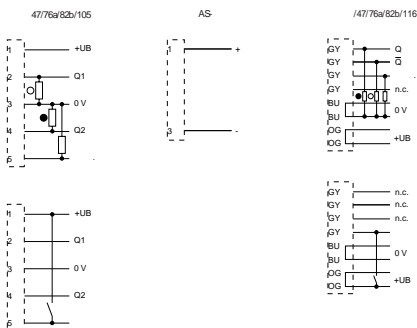 47/76a/82b/105
1 +UB
2 Q1
3 0 V
4 Q2
5
1 +UB
2 Q1
3 0 V
4 Q2
5
AS-
1 +
3 -
/47/76a/82b/116
GY Q
GY Q̅
GY
GY n.c.
BU
0 V
BU
OG
+UB
OG
GY n.c.
GY n.c.
GY n.c.
GY
BU
0 V
BU
OG
+UB
OG